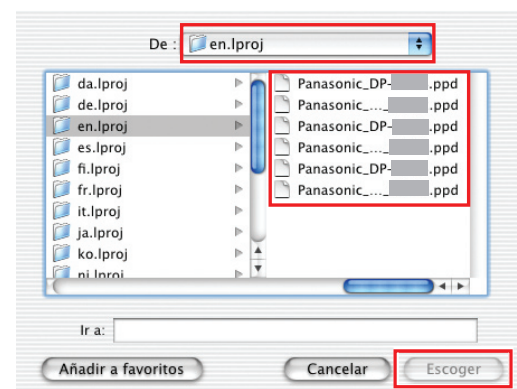 De : en.lproj
da.lproj
de.lproj
en.lproj
es.lproj
fi.lproj
fr.lproj
it.lproj
ja.lproj
ko.lproj
nl.lproj
Panasonic_DP- .ppd
Panasonic_..._ .ppd
Panasonic_DP- .ppd
Panasonic_..._ .ppd
Panasonic_DP- .ppd
Panasonic_..._ .ppd
Ir a:
Añadir a favoritos
Cancelar
Escoger